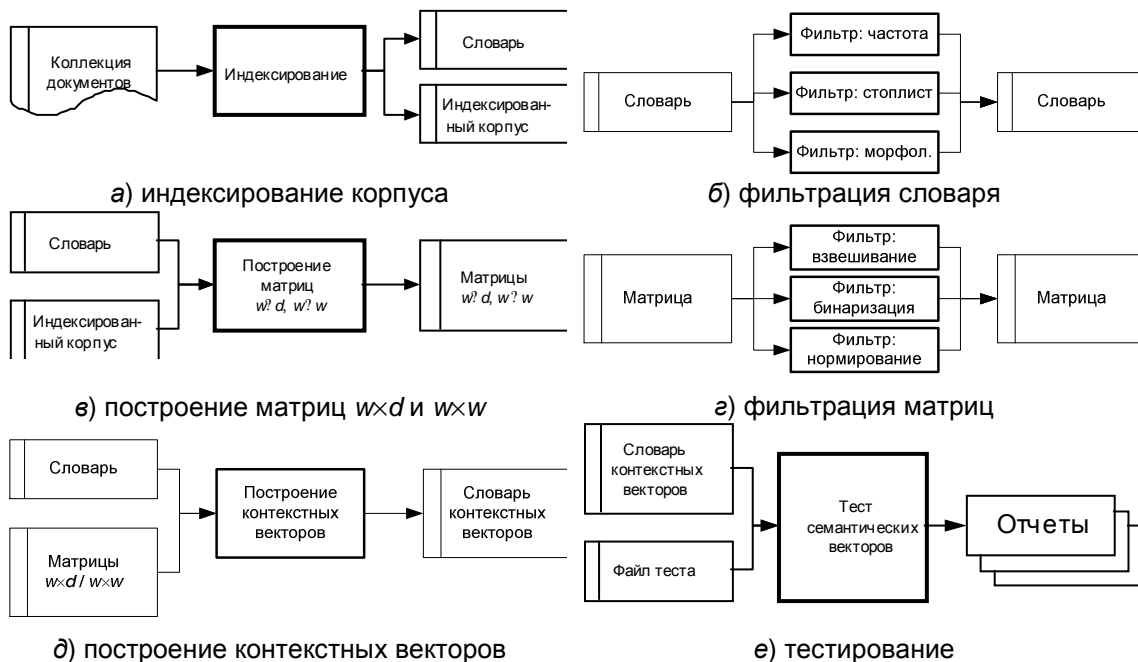 Коллекция
документов
Индексирование
Словарь
Индексирован-
ный корпус
а) индексирование корпуса
Словарь
Фильтр: частота
Фильтр: стоплист
Фильтр: морфол.
Словарь
б) фильтрация словаря
Словарь
Индексирован-
ный корпус
Построение
матриц
w? d, w? w
Матрицы
w? d, w? w
в) построение матриц w×d и w×w
Матрица
Фильтр:
взвешивание
Фильтр:
бинаризация
Фильтр:
нормирование
Матрица
г) фильтрация матриц
Словарь
Матрицы
w×d / w×w
Построение
контекстных
векторов
Словарь
контекстных
векторов
д) построение контекстных векторов
Словарь
контекстных
векторов
Файл теста
Тест
семантических
векторов
Отчеты
е) тестирование